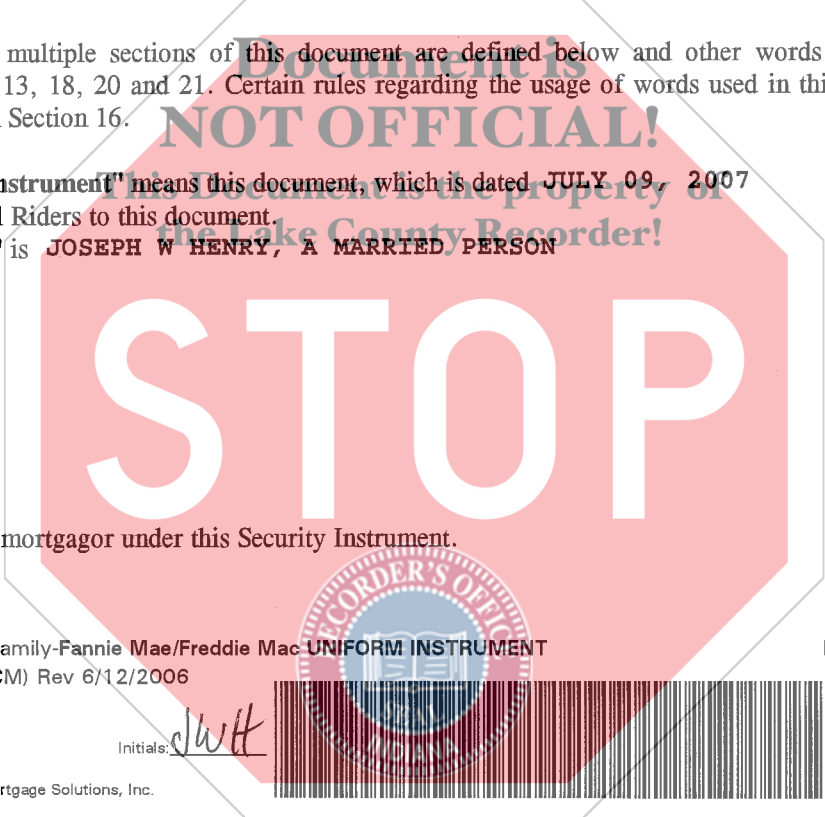 multiple sections of this document are defined below and other words
13, 18, 20 and 21. Certain rules regarding the usage of words used in thi
Section 16.
Document is
NOT OFFICIAL!
This Document is the property of
the Lake County Recorder!
nstrument" means this document, which is dated JULY 09, 2007
Riders to this document.
is JOSEPH W HENRY, A MARRIED PERSON
STOP
mortgagor under this Security Instrument.
RECORDER'S OFFIC
SEAL
INDIANA
amily-Fannie Mae/Freddie Mac UNIFORM INSTRUMENT
CM) Rev 6/12/2006
Initials: JWH
rtgage Solutions, Inc.